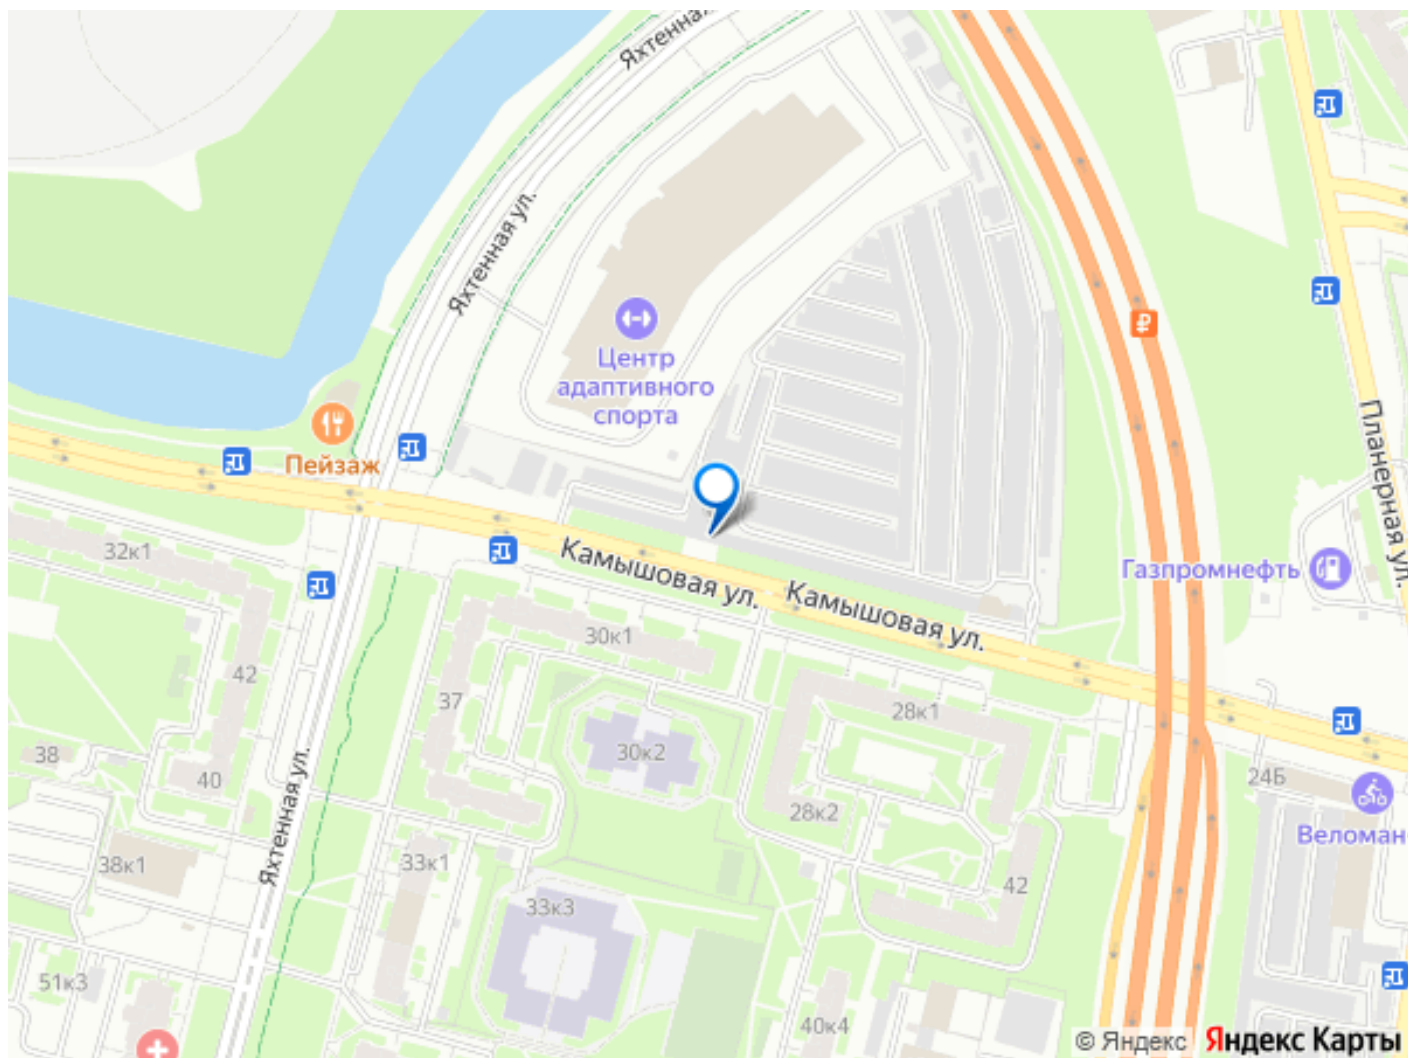 Яхтенная
Яхтенная ул.
Центр
адаптивного
спорта
Пейзаж
Планерная ул.
Газпромнефть
Камышовая ул.
Камышовая ул.
32к1
30к1
42
37
28к1
30к2
38
40
24Б
28к2
Веломан
Яхтенная ул.
38к1
33к1
42
33к3
51к3
40к4
© Яндекс
Яндекс Карты